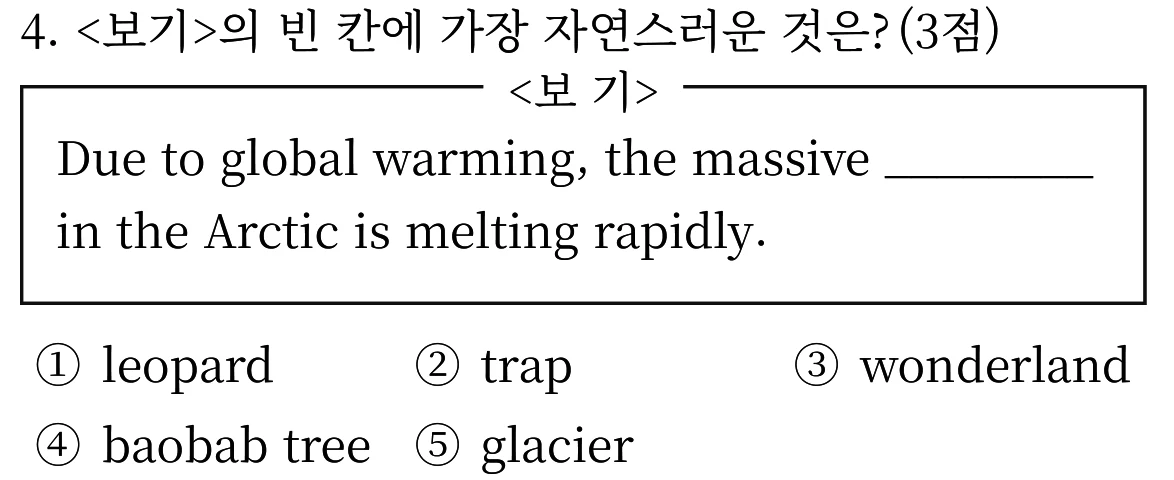 4. <보기>의 빈 칸에 가장 자연스러운 것은?(3점)
<보 기>
Due to global warming, the massive _________
in the Arctic is melting rapidly.
① leopard ② trap ③ wonderland
④ baobab tree ⑤ glacier